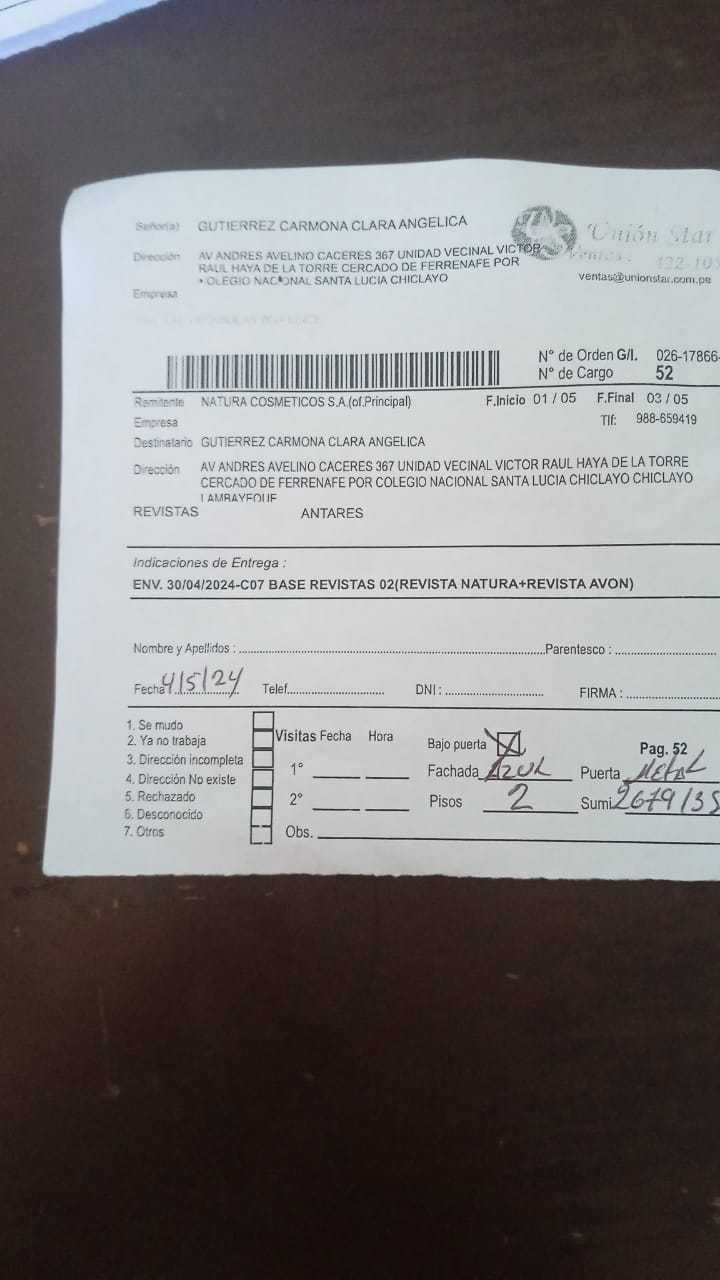 Señor(a) GUTIERREZ CARMONA CLARA ANGELICA
Unión Star
Ventas :
Dirección AV ANDRES AVELINO CACERES 367 UNIDAD VECINAL VICTOR
RAUL HAYA DE LA TORRE CERCADO DE FERRENAFE POR
COLEGIO NACIONAL SANTA LUCIA CHICLAYO
ventas@unionstar.com.pe
Empresa
N° de Orden G/I. 026-17866-
N° de Cargo 52
Remitente NATURA COSMETICOS S.A.(of.Principal) F.Inicio 01 / 05 F.Final 03 / 05
Empresa Tlf: 988-659419
Destinatario GUTIERREZ CARMONA CLARA ANGELICA
Dirección AV ANDRES AVELINO CACERES 367 UNIDAD VECINAL VICTOR RAUL HAYA DE LA TORRE
CERCADO DE FERRENAFE POR COLEGIO NACIONAL SANTA LUCIA CHICLAYO CHICLAYO
LAMBAYEQUE
REVISTAS ANTARES
Indicaciones de Entrega :
ENV. 30/04/2024-C07 BASE REVISTAS 02(REVISTA NATURA+REVISTA AVON)
Nombre y Apellidos : Parentesco :
Fecha 4/5/24 Telef. DNI : FIRMA :
1. Se mudo
2. Ya no trabaja
3. Dirección incompleta
4. Dirección No existe
5. Rechazado
6. Desconocido
7. Otros
Visitas Fecha Hora
1°
2°
Obs.
Bajo puerta X Pag. 52
Fachada AZUL Puerta METAL
Pisos 2 Sumi 2679135